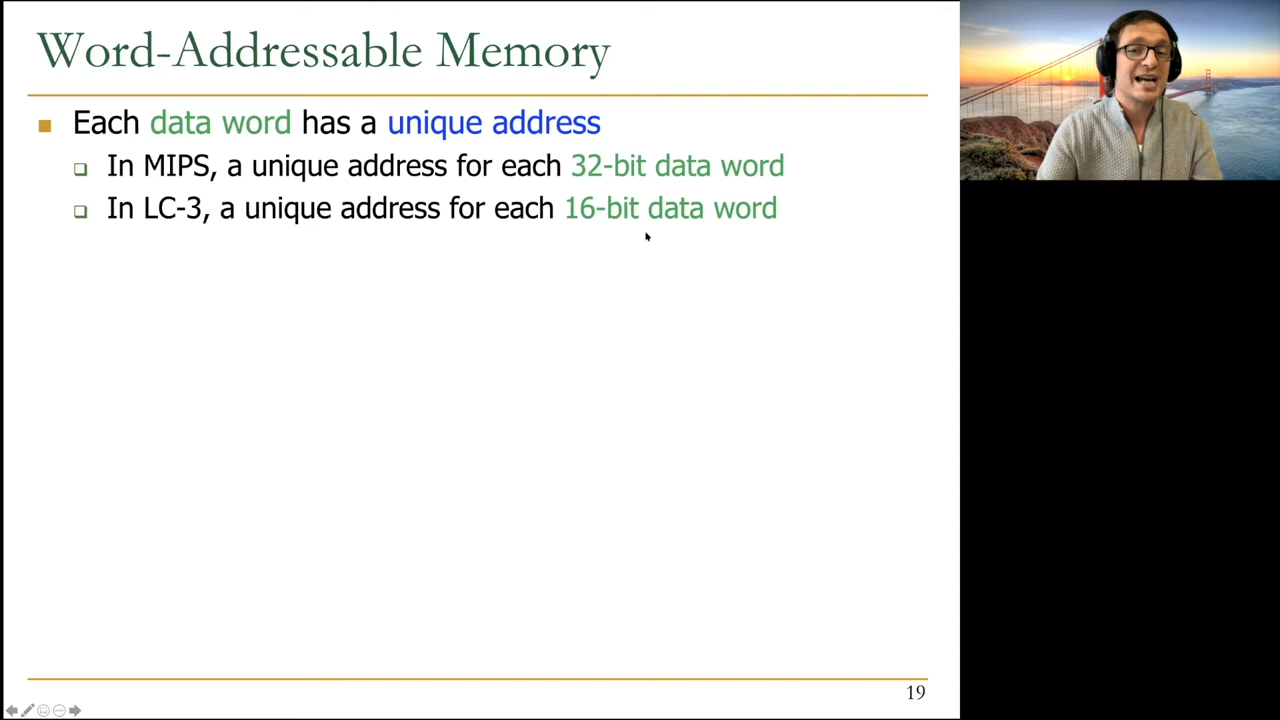 Word-Addressable Memory
Each data word has a unique address
In MIPS, a unique address for each 32-bit data word
In LC-3, a unique address for each 16-bit data word
19